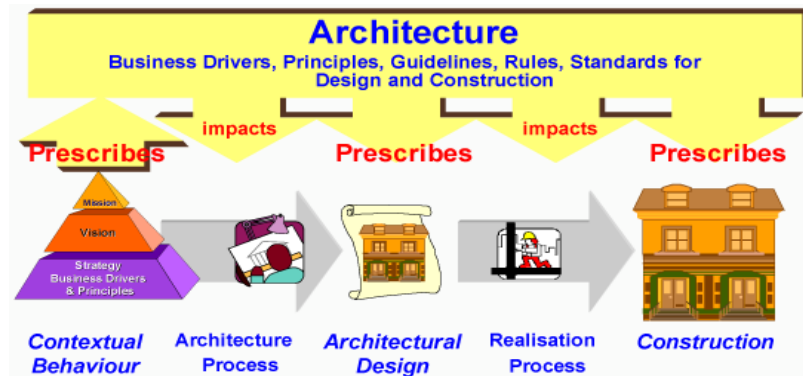 Architecture
Business Drivers, Principles, Guidelines, Rules, Standards for
Design and Construction
impacts
impacts
Prescribes
Prescribes
Prescribes
Mission
Vision
Strategy
Business Drivers
& Principles
Contextual
Behaviour
Architecture
Process
Architectural
Design
Realisation
Process
Construction